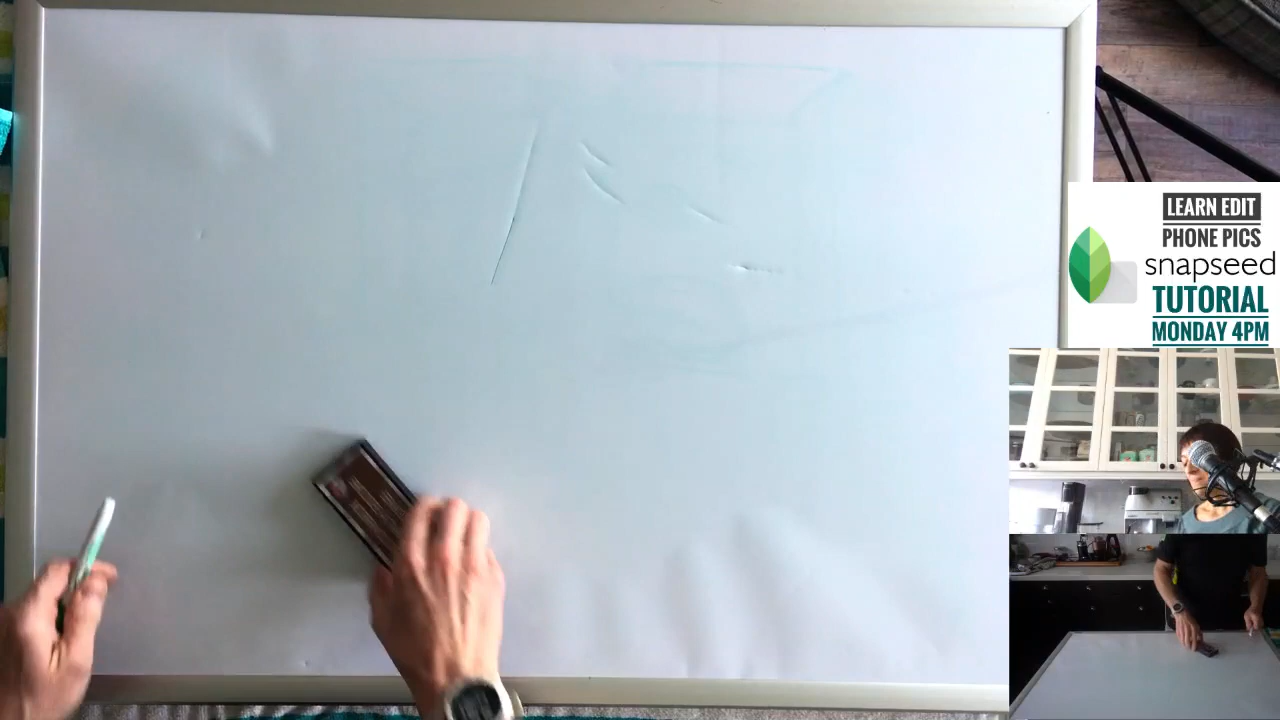 LEARN EDIT
PHONE PICS
snapseed
TUTORIAL
MONDAY 4PM